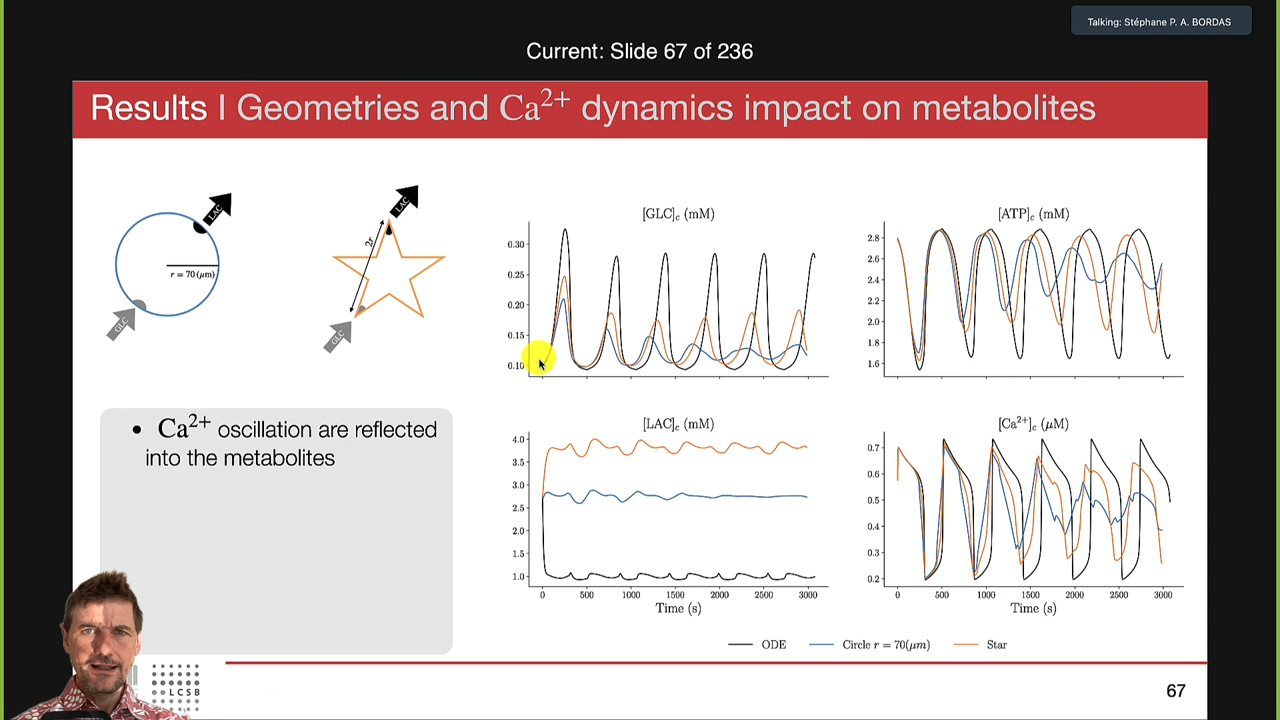 Talking: Stéphane P. A. BORDAS
Current: Slide 67 of 236
Results | Geometries and Ca²⁺ dynamics impact on metabolites
LAC
r = 70(μm)
GLC
LAC
2r
GLC
• Ca²⁺ oscillation are reflected
into the metabolites
[GLC]c (mM)
0.30
0.25
0.20
0.15
0.10
[ATP]c (mM)
2.8
2.6
2.4
2.2
2.0
1.8
1.6
[LAC]c (mM)
4.0
3.5
3.0
2.5
2.0
1.5
1.0
0 500 1000 1500 2000 2500 3000
Time (s)
[Ca²⁺]c (μM)
0.7
0.6
0.5
0.4
0.3
0.2
0 500 1000 1500 2000 2500 3000
Time (s)
ODE Circle r = 70(μm) Star
LCSB
67